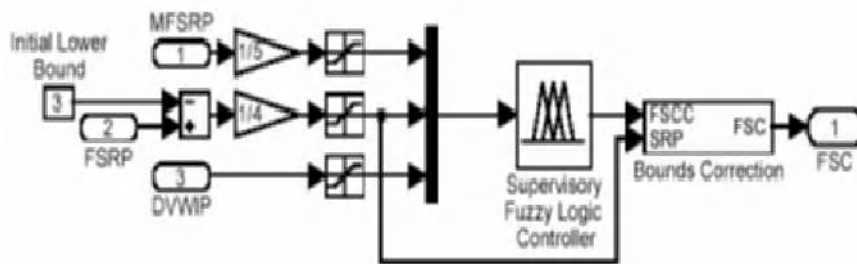 MFSRP
1
1/5
Initial Lower
Bound
3
-
+
1/4
2
FSRP
3
DVWIP
Supervisory
Fuzzy Logic
Controller
FSCC
SRP
FSC
Bounds Correction
1
FSC